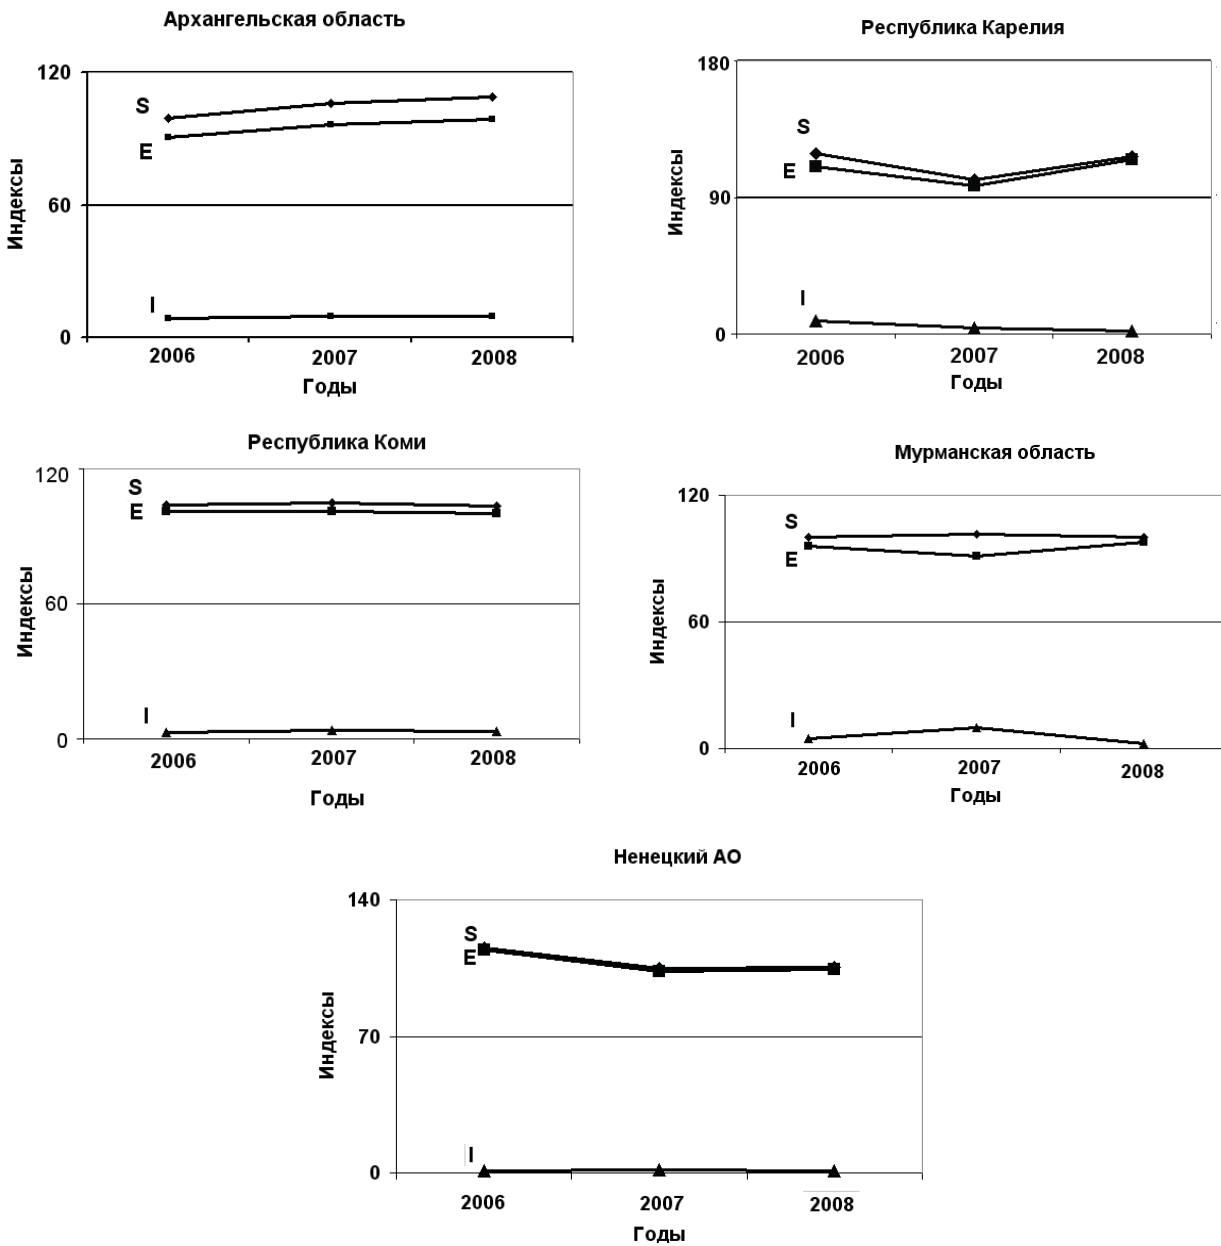 Архангельская область
120
60
0
Индексы
S
E
I
2006 2007 2008
Годы
Республика Карелия
180
90
0
Индексы
S
E
I
2006 2007 2008
Годы
Республика Коми
120
60
0
Индексы
S
E
I
2006 2007 2008
Годы
Мурманская область
120
60
0
Индексы
S
E
I
2006 2007 2008
Годы
Ненецкий АО
140
70
0
Индексы
S
E
I
2006 2007 2008
Годы